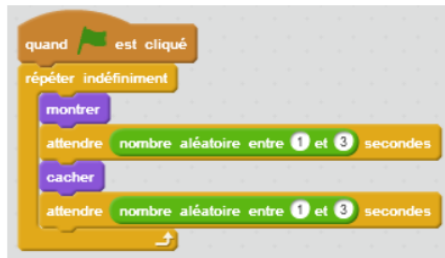 quand est cliqué
répéter indéfiniment
montrer
attendre nombre aléatoire entre 1 et 3 secondes
cacher
attendre nombre aléatoire entre 1 et 3 secondes